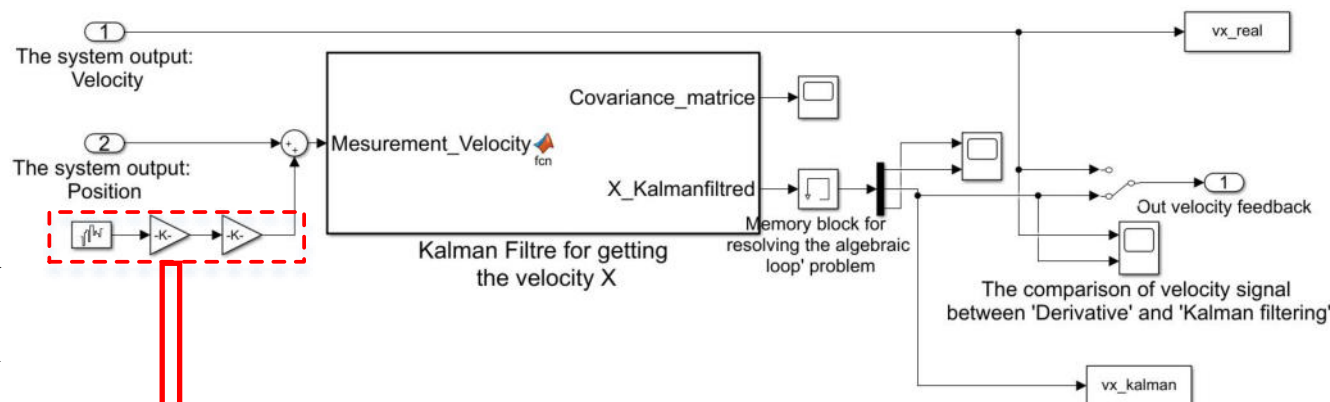 1
The system output:
Velocity
vx_real
2
The system output:
Position
Mesurement_Velocity
fcn
Covariance_matrice
X_Kalmanfiltred
-K-
-K-
Kalman Filtre for getting
the velocity X
Memory block for
resolving the algebraic
loop' problem
1
Out velocity feedback
The comparison of velocity signal
between 'Derivative' and 'Kalman filtering'
vx_kalman